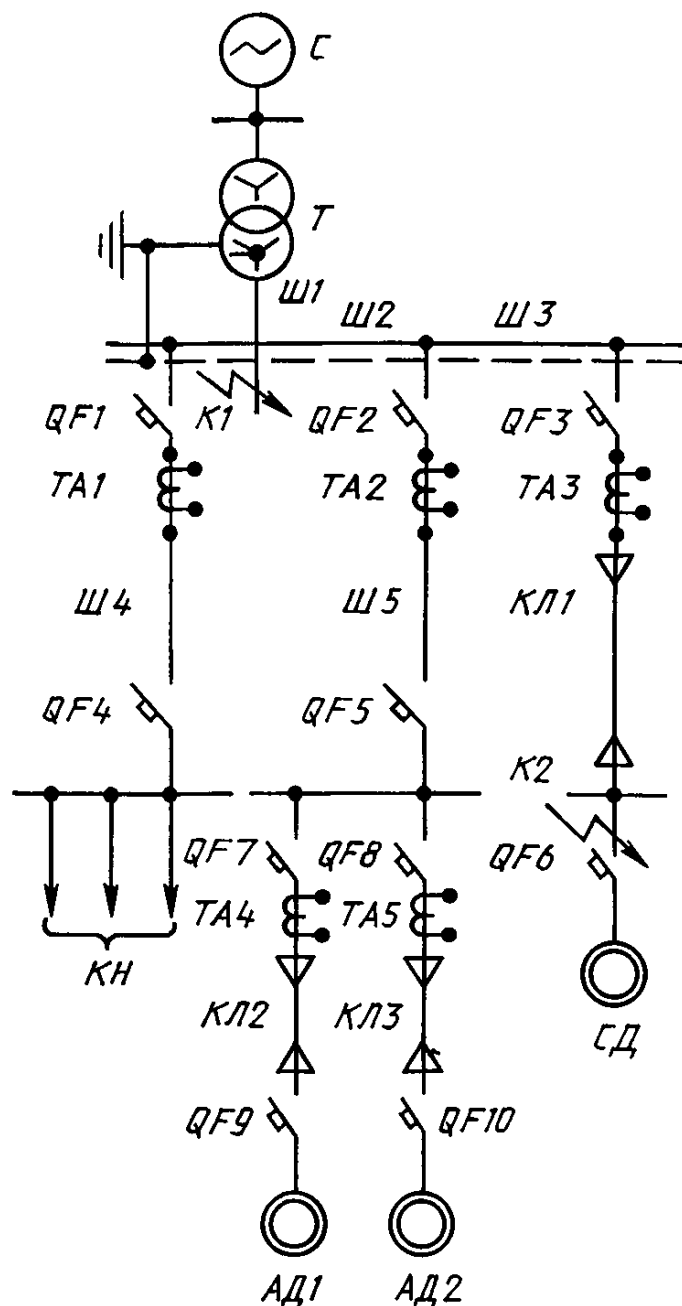 С
Т
Ш1
Ш2 Ш3
QF1 К1 QF2 QF3
ТА1 ТА2 ТА3
Ш4 Ш5 КЛ1
QF4 QF5
К2
QF7 QF8 QF6
ТА4 ТА5
КН
КЛ2 КЛ3
СД
QF9 QF10
АД1 АД2